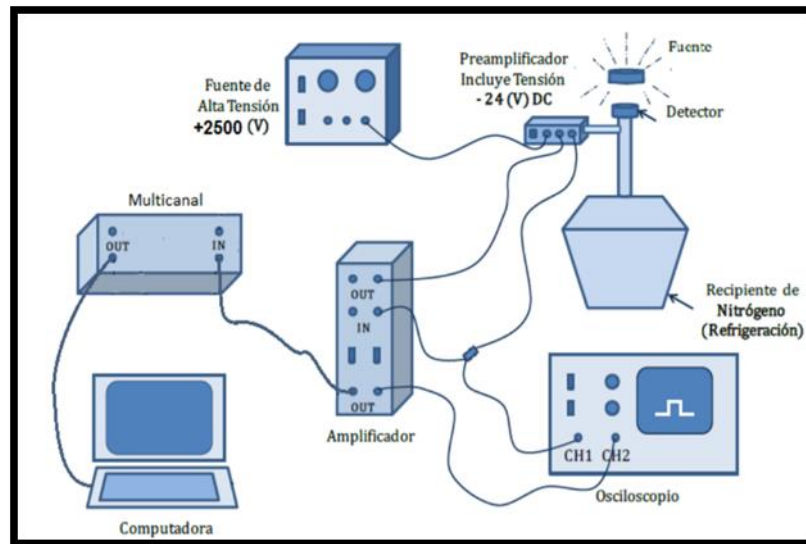 Fuente de
Alta Tensión
+2500 (V)
Preamplificador
Incluye Tensión
- 24 (V) DC
Fuente
Detector
Multicanal
OUT
IN
OUT
IN
OUT
Amplificador
Recipiente de
Nitrógeno
(Refrigeración)
CH1 CH2
Osciloscopio
Computadora